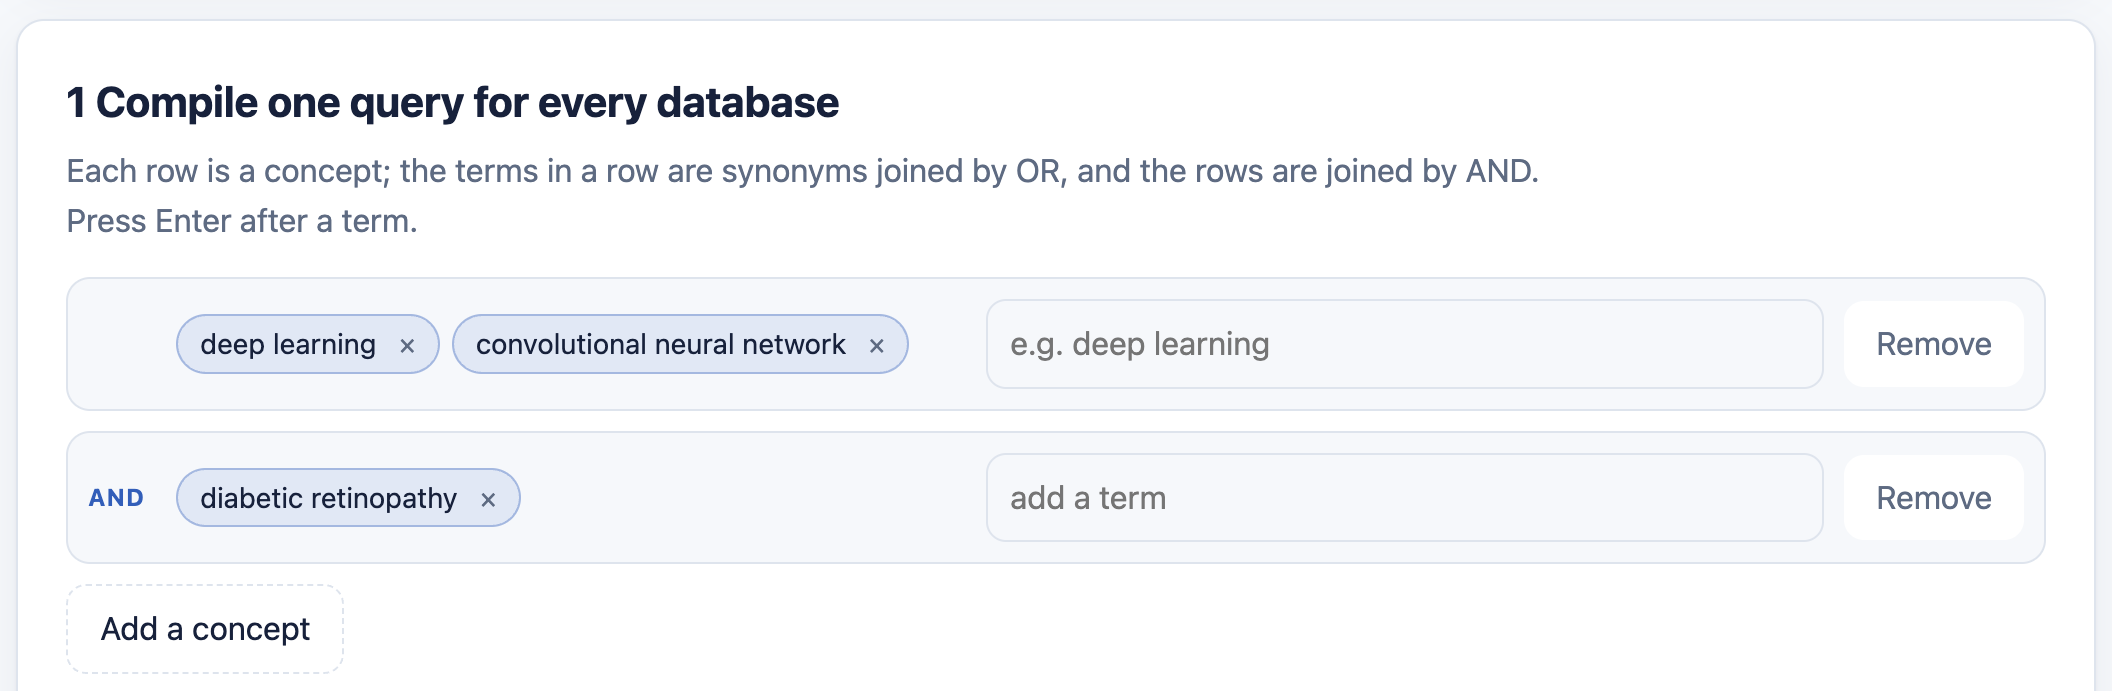 1 Compile one query for every database
Each row is a concept; the terms in a row are synonyms joined by OR, and the rows are joined by AND.
Press Enter after a term.
deep learning × convolutional neural network × e.g. deep learning Remove
AND diabetic retinopathy × add a term Remove
Add a concept